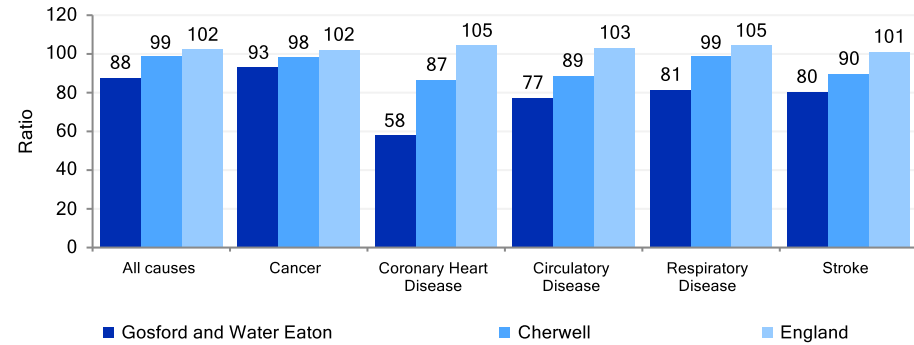 120
100
80
60
40
20
0
Ratio
88 99 102
93 98 102
58 87 105
77 89 103
81 99 105
80 90 101
All causes
Cancer
Coronary Heart
Disease
Circulatory
Disease
Respiratory
Disease
Stroke
Gosford and Water Eaton
Cherwell
England